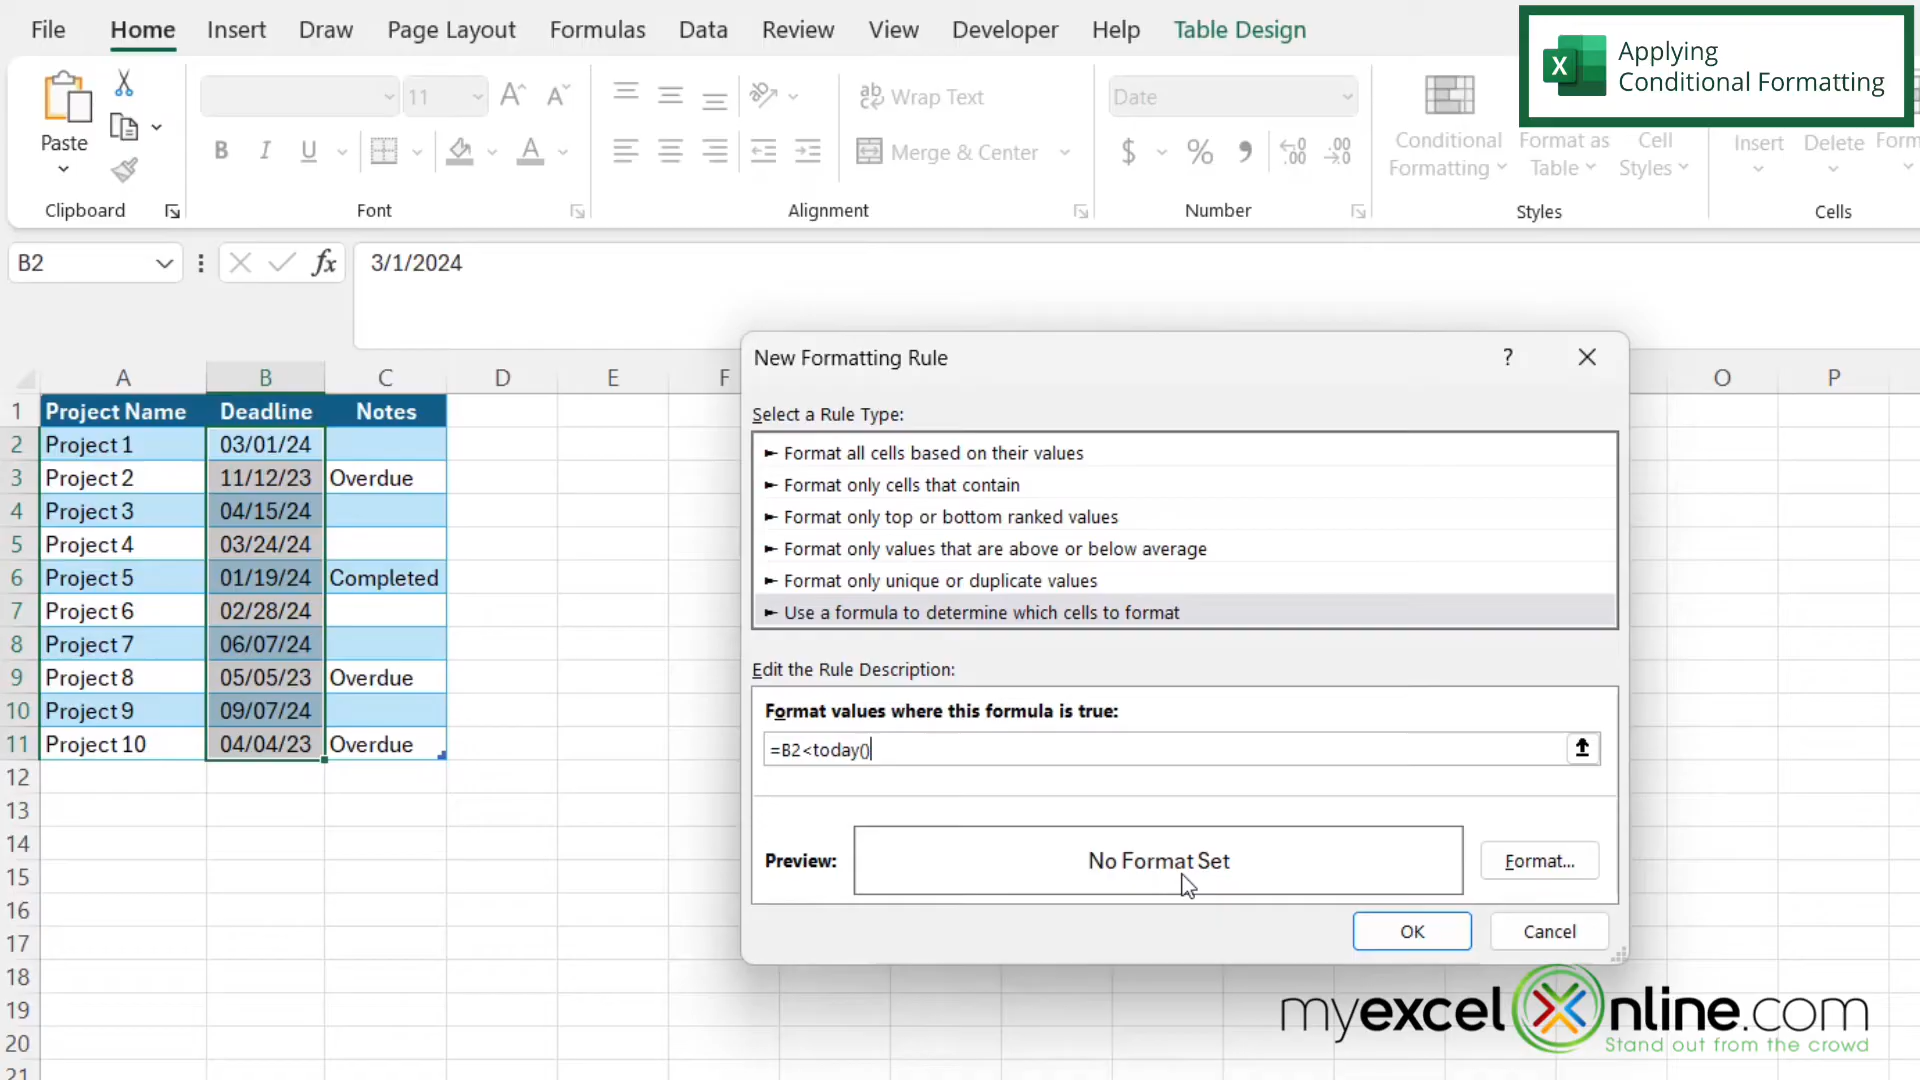 File Home Insert Draw Page Layout Formulas Data Review View Developer Help Table Design
X Applying
Conditional Formatting
Paste
11
ab Wrap Text
Date
B I U A
Merge & Center
$ % 9 .00 .00
Conditional
Formatting
Format as
Table
Cell
Styles
Insert Delete Form
Clipboard Font Alignment Number Styles Cells
B2 fx 3/1/2024
A B C D E F O P
1 Project Name Deadline Notes
2 Project 1 03/01/24
3 Project 2 11/12/23 Overdue
4 Project 3 04/15/24
5 Project 4 03/24/24
6 Project 5 01/19/24 Completed
7 Project 6 02/28/24
8 Project 7 06/07/24
9 Project 8 05/05/23 Overdue
10 Project 9 09/07/24
11 Project 10 04/04/23 Overdue
12
13
14
15
16
17
18
19
20
21
New Formatting Rule ?
Select a Rule Type:
► Format all cells based on their values
► Format only cells that contain
► Format only top or bottom ranked values
► Format only values that are above or below average
► Format only unique or duplicate values
► Use a formula to determine which cells to format
Edit the Rule Description:
Format values where this formula is true:
=B2<today()
Preview: No Format Set Format...
OK Cancel
myexcelonline.com
Stand out from the crowd